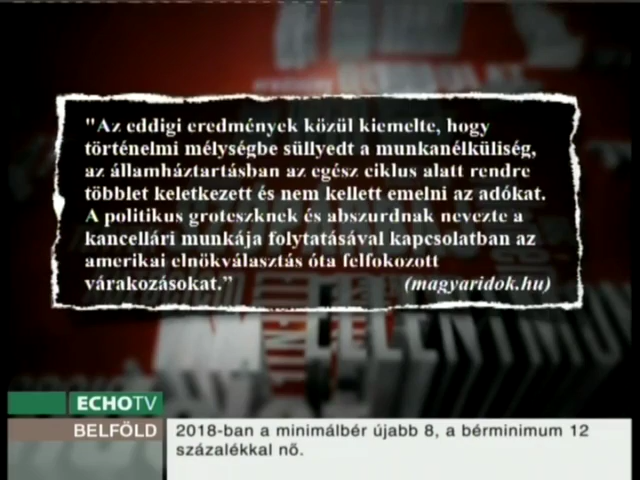 "Az eddigi eredmények közül kiemelte, hogy
történelmi mélységbe süllyedt a munkanélküliség,
az államháztartásban az egész ciklus alatt rendre
többlet keletkezett és nem kellett emelni az adókat.
A politikus groteszknek és abszurdnak nevezte a
kancellári munkája folytatásával kapcsolatban az
amerikai elnökválasztás óta felfokozott
várakozásokat.” (magyaridok.hu)
ECHOTV
BELFÖLD
2018-ban a minimálbér újabb 8, a bérminimum 12
százalékkal nő.